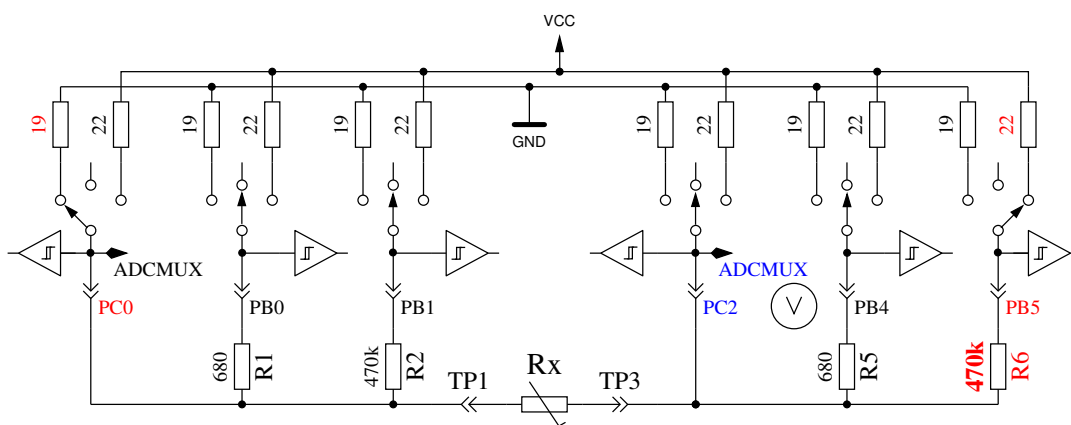 VCC
19
22
19
22
19
22
GND
19
22
19
22
19
22
ADCMUX
ADCMUX
PC0
PB0
PB1
PC2
V
PB4
PB5
680
R1
470k
R2
TP1
Rx
TP3
680
R5
470k
R6